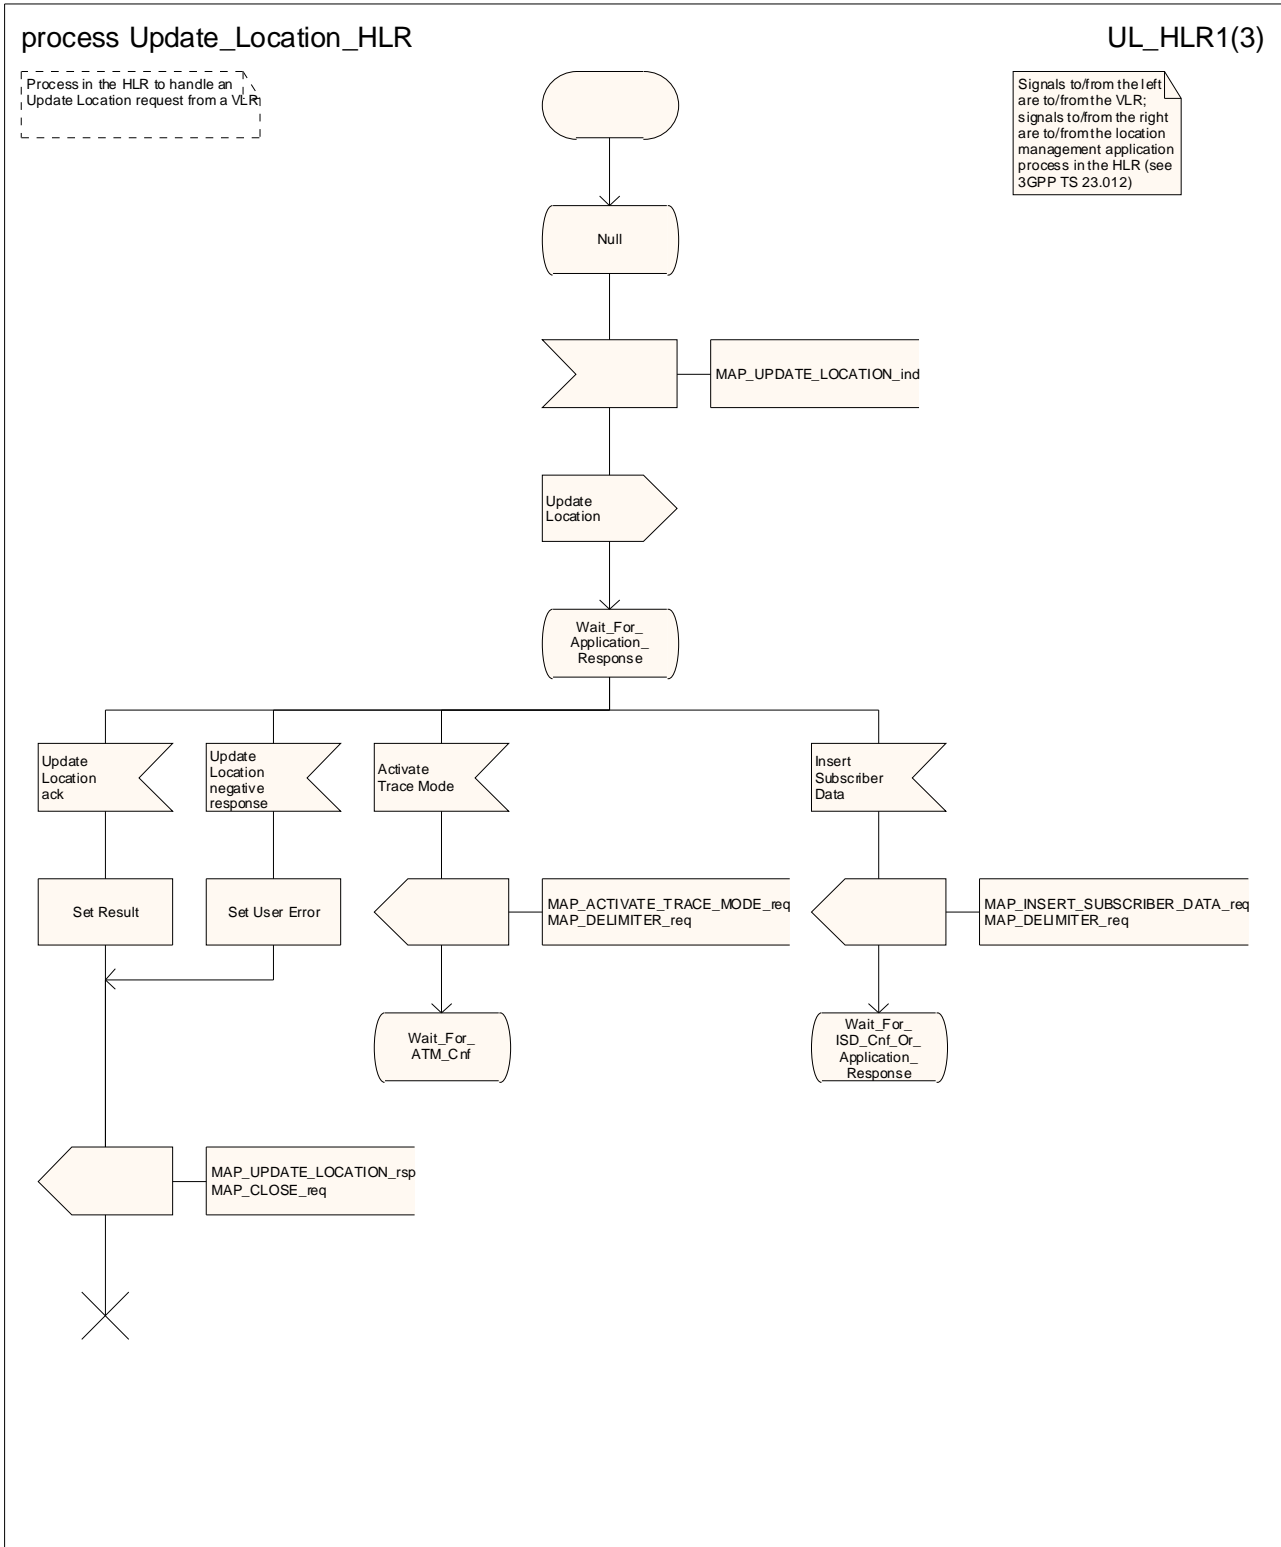 process Update_Location_HLR
UL_HLR1(3)
Process in the HLR to handle an
Update Location request from a VLR
Signals to/from the left
are to/from the VLR;
signals to/from the right
are to/from the location
management application
process in the HLR (see
3GPP TS 23.012)
Null
MAP_UPDATE_LOCATION_ind
Update
Location
Wait_For_
Application_
Response
Update
Location
ack
Update
Location
negative
response
Activate
Trace Mode
Insert
Subscriber
Data
Set Result
Set User Error
MAP_ACTIVATE_TRACE_MODE_req
MAP_DELIMITER_req
MAP_INSERT_SUBSCRIBER_DATA_req
MAP_DELIMITER_req
Wait_For_
ATM_Cnf
Wait_For_
ISD_Cnf_Or_
Application_
Response
MAP_UPDATE_LOCATION_rsp
MAP_CLOSE_req